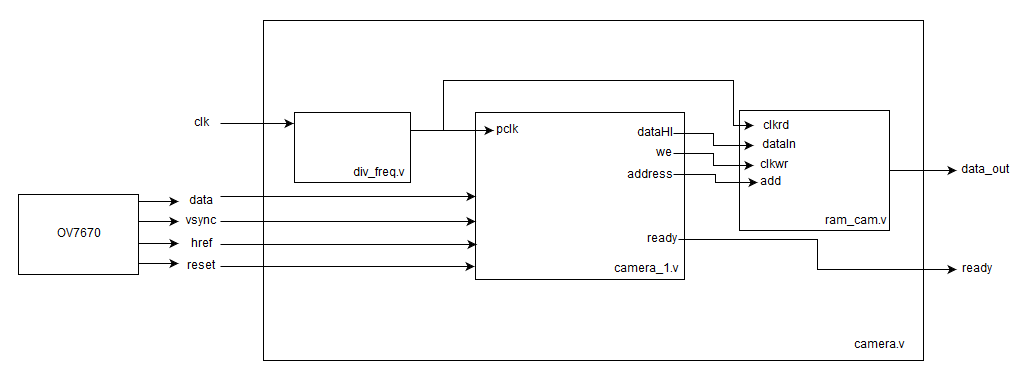 clk
div_freq.v
OV7670
data
vsync
href
reset
pclk
dataHI
we
address
ready
camera_1.v
clkrd
dataIn
clkwr
add
ram_cam.v
data_out
ready
camera.v